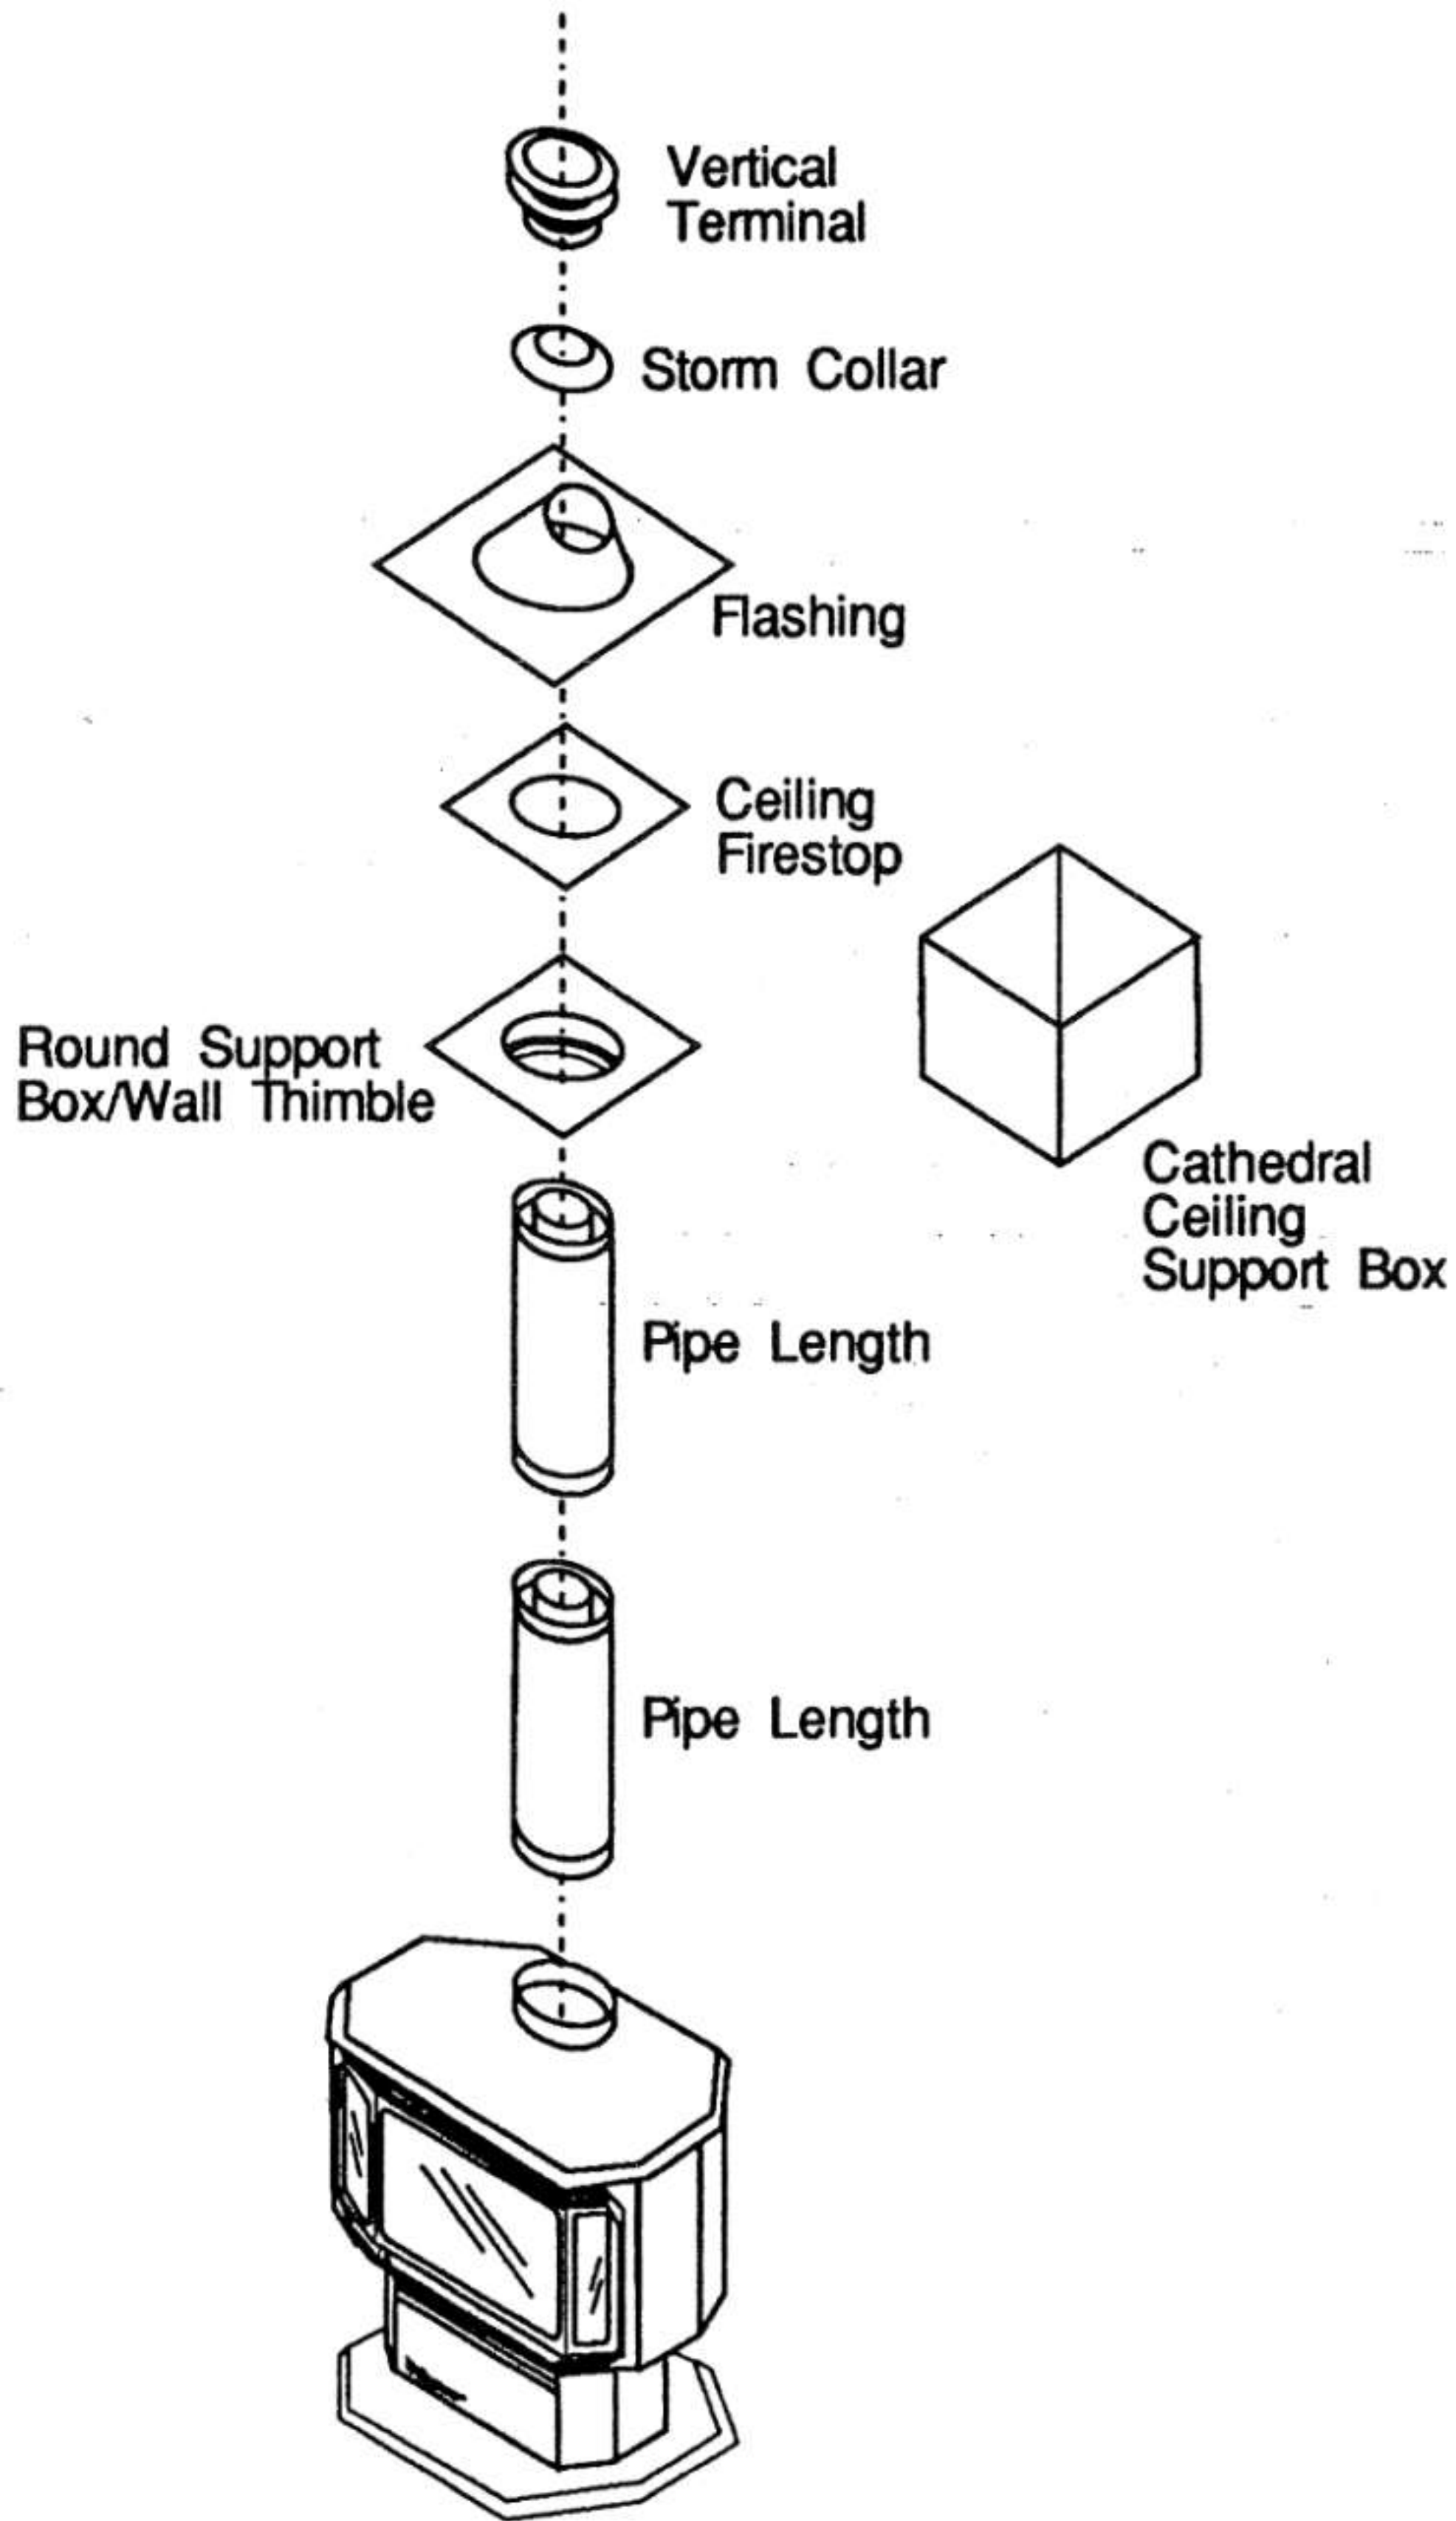 Vertical
Terminal
Storm Collar
Flashing
Ceiling
Firestop
Round Support
Box/Wall Thimble
Cathedral
Ceiling
Support Box
Pipe Length
Pipe Length